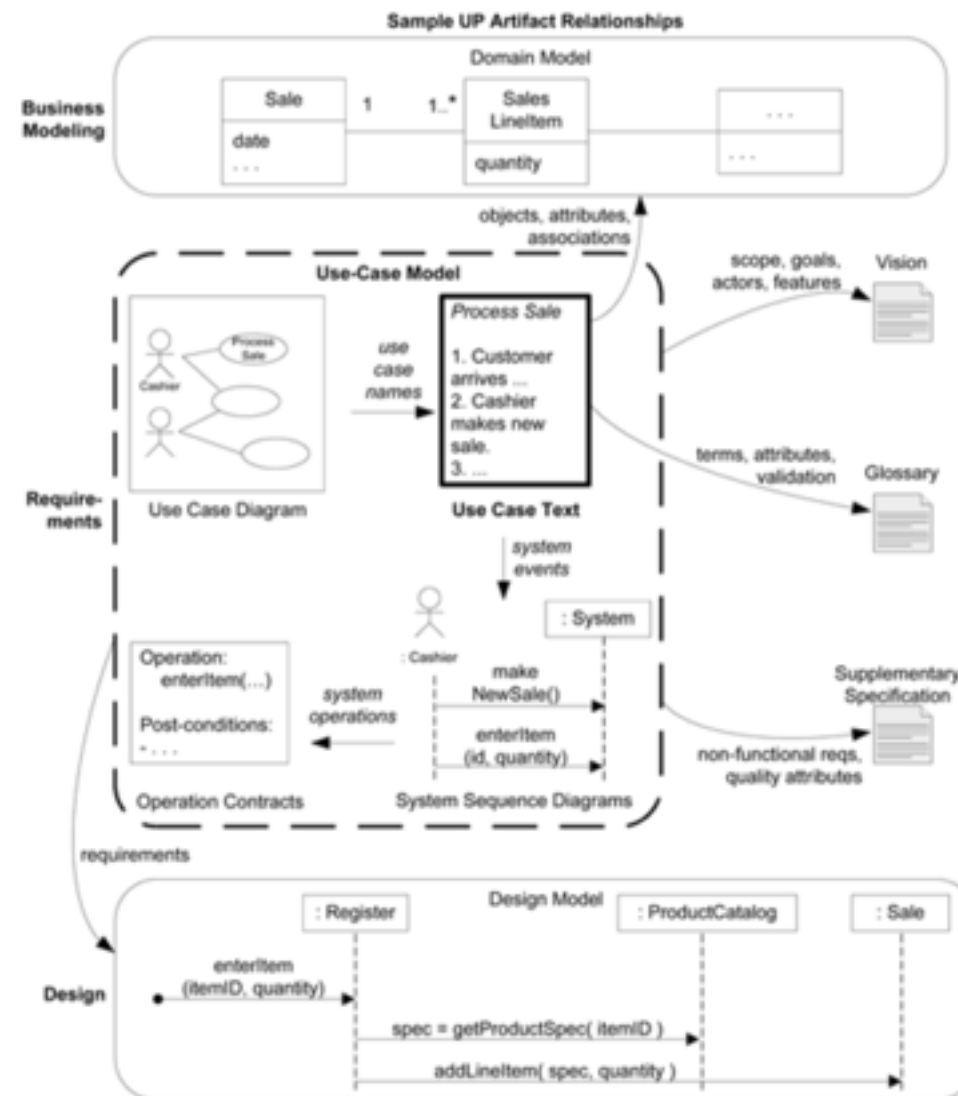 Sample UP Artifact Relationships
Domain Model
Business
Modeling
Sale
1
1..*
Sales
LineItem
. . .
date
. . .
quantity
. . .
objects, attributes,
associations
Use-Case Model
scope, goals,
actors, features
Vision
Process
Sale
Cashier
use
case
names
Process Sale
1. Customer
arrives ...
2. Cashier
makes new
sale.
3. ...
terms, attributes,
validation
Glossary
Require-
ments
Use Case Diagram
Use Case Text
system
events
: Cashier
: System
Operation:
enterItem(…)
Post-conditions:
- . . .
system
operations
make
NewSale()
enterItem
(id, quantity)
Supplementary
Specification
non-functional reqs,
quality attributes
Operation Contracts
System Sequence Diagrams
requirements
Design Model
: Register
: ProductCatalog
: Sale
Design
enterItem
(itemID, quantity)
spec = getProductSpec( itemID )
addLineItem( spec, quantity )